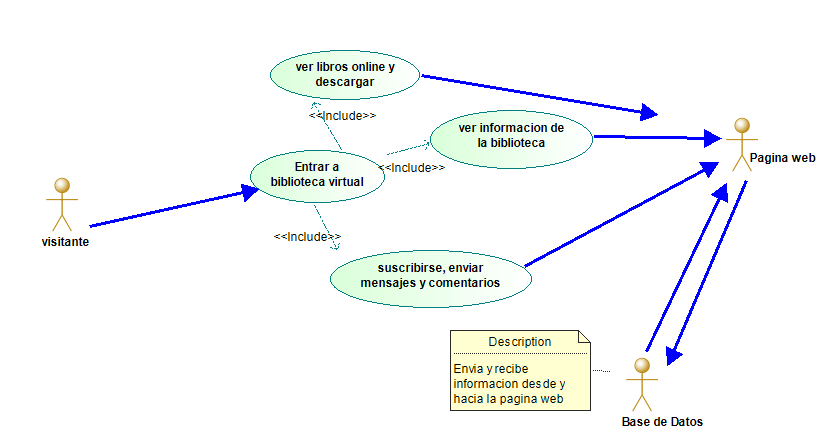 ver libros online y
descargar
<<Include>>
ver informacion de
la biblioteca
<<Include>>
Entrar a
biblioteca virtual
Pagina web
visitante
<<Include>>
suscribirse, enviar
mensajes y comentarios
Description
Envia y recibe
informacion desde y
hacia la pagina web
Base de Datos